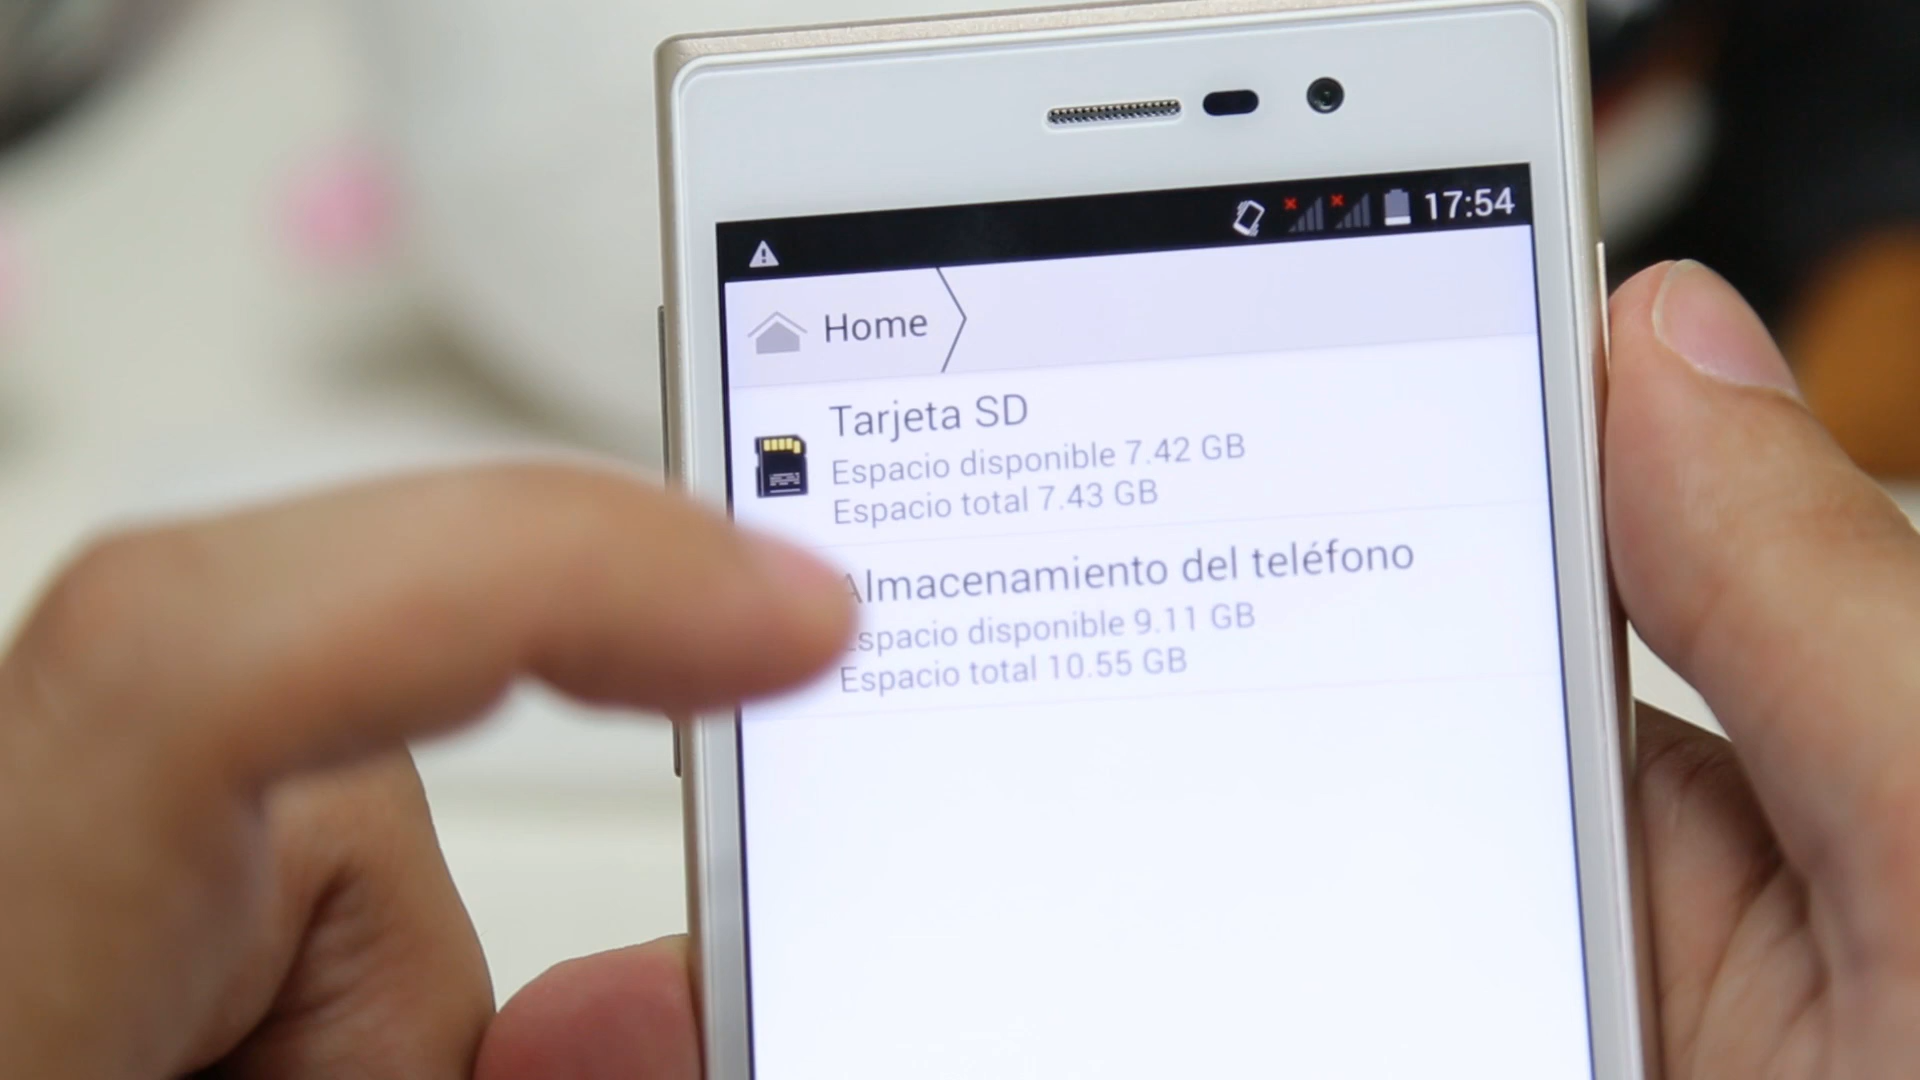 17:54
Home
Tarjeta SD
Espacio disponible 7.42 GB
Espacio total 7.43 GB
Almacenamiento del teléfono
Espacio disponible 9.11 GB
Espacio total 10.55 GB